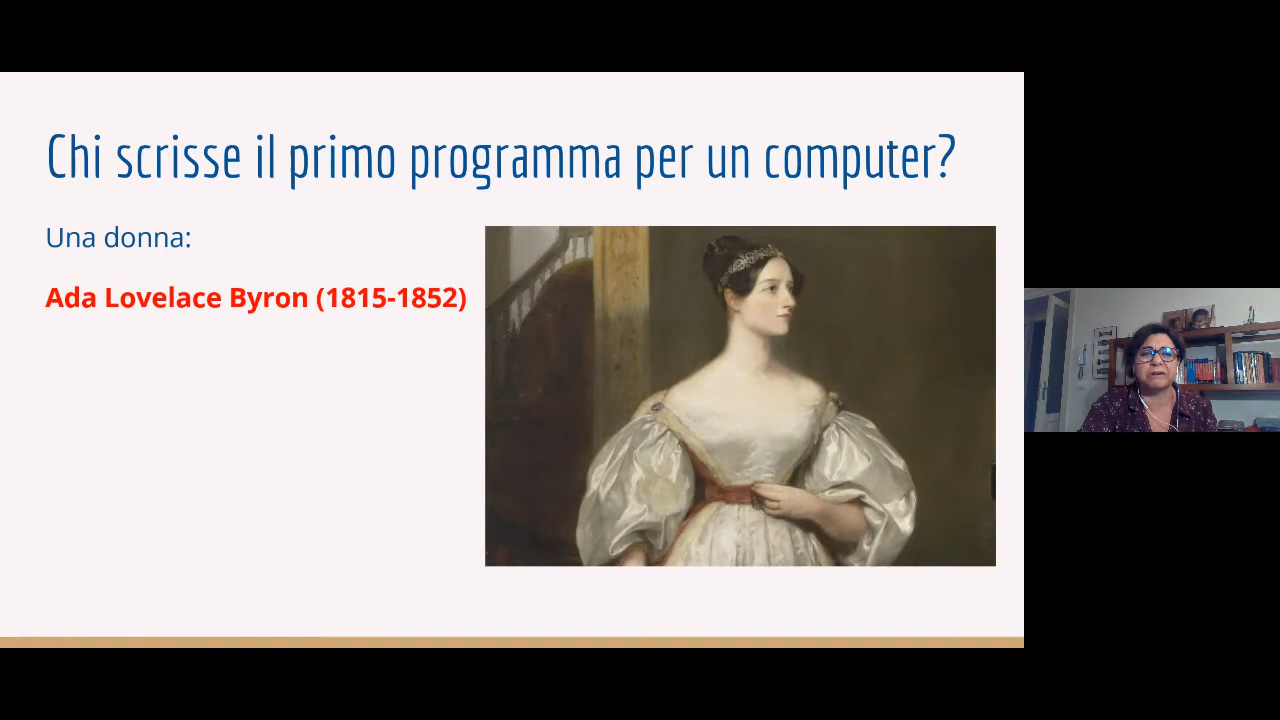 Chi scrisse il primo programma per un computer?
Una donna:
Ada Lovelace Byron (1815-1852)